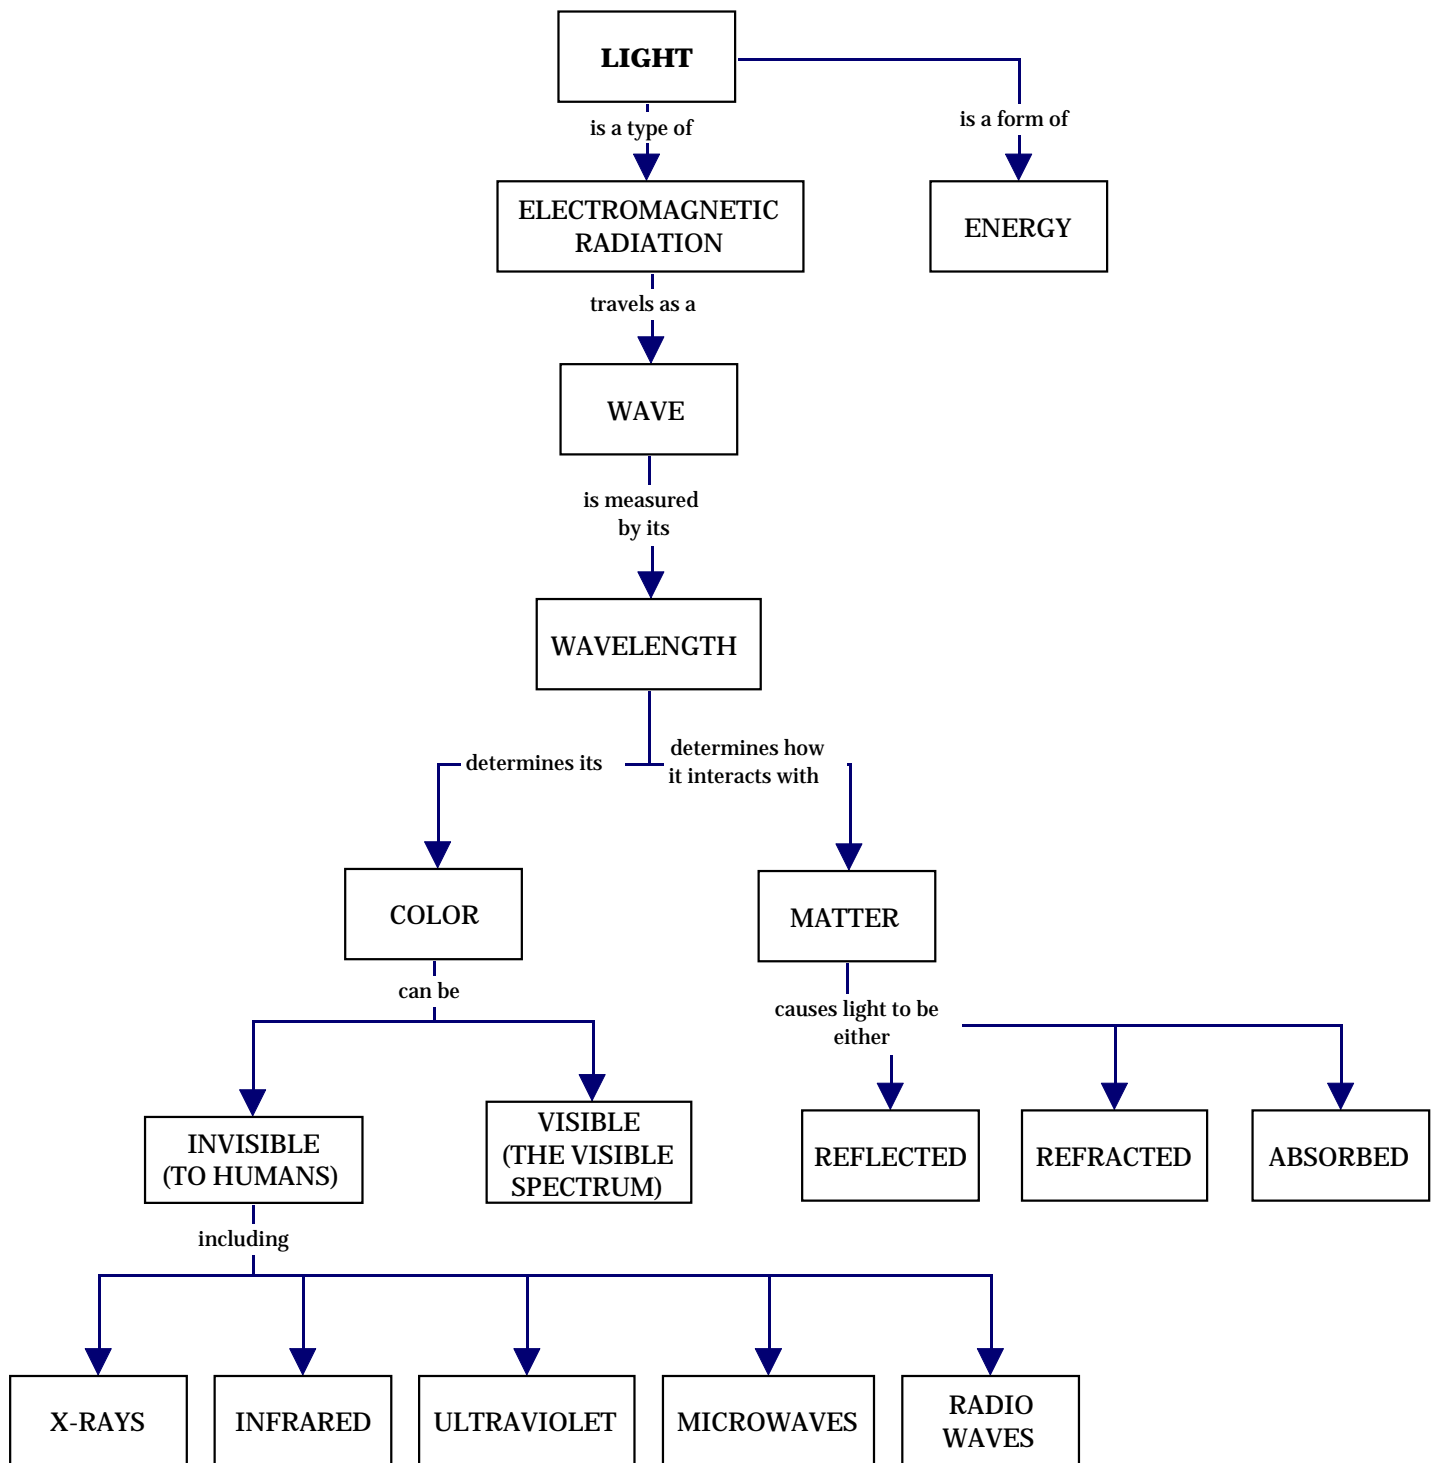 LIGHT
is a type of
is a form of
ELECTROMAGNETIC
RADIATION
ENERGY
travels as a
WAVE
is measured
by its
WAVELENGTH
determines its
determines how
it interacts with
COLOR
MATTER
can be
causes light to be
either
INVISIBLE
(TO HUMANS)
VISIBLE
(THE VISIBLE
SPECTRUM)
REFLECTED
REFRACTED
ABSORBED
including
X-RAYS
INFRARED
ULTRAVIOLET
MICROWAVES
RADIO
WAVES